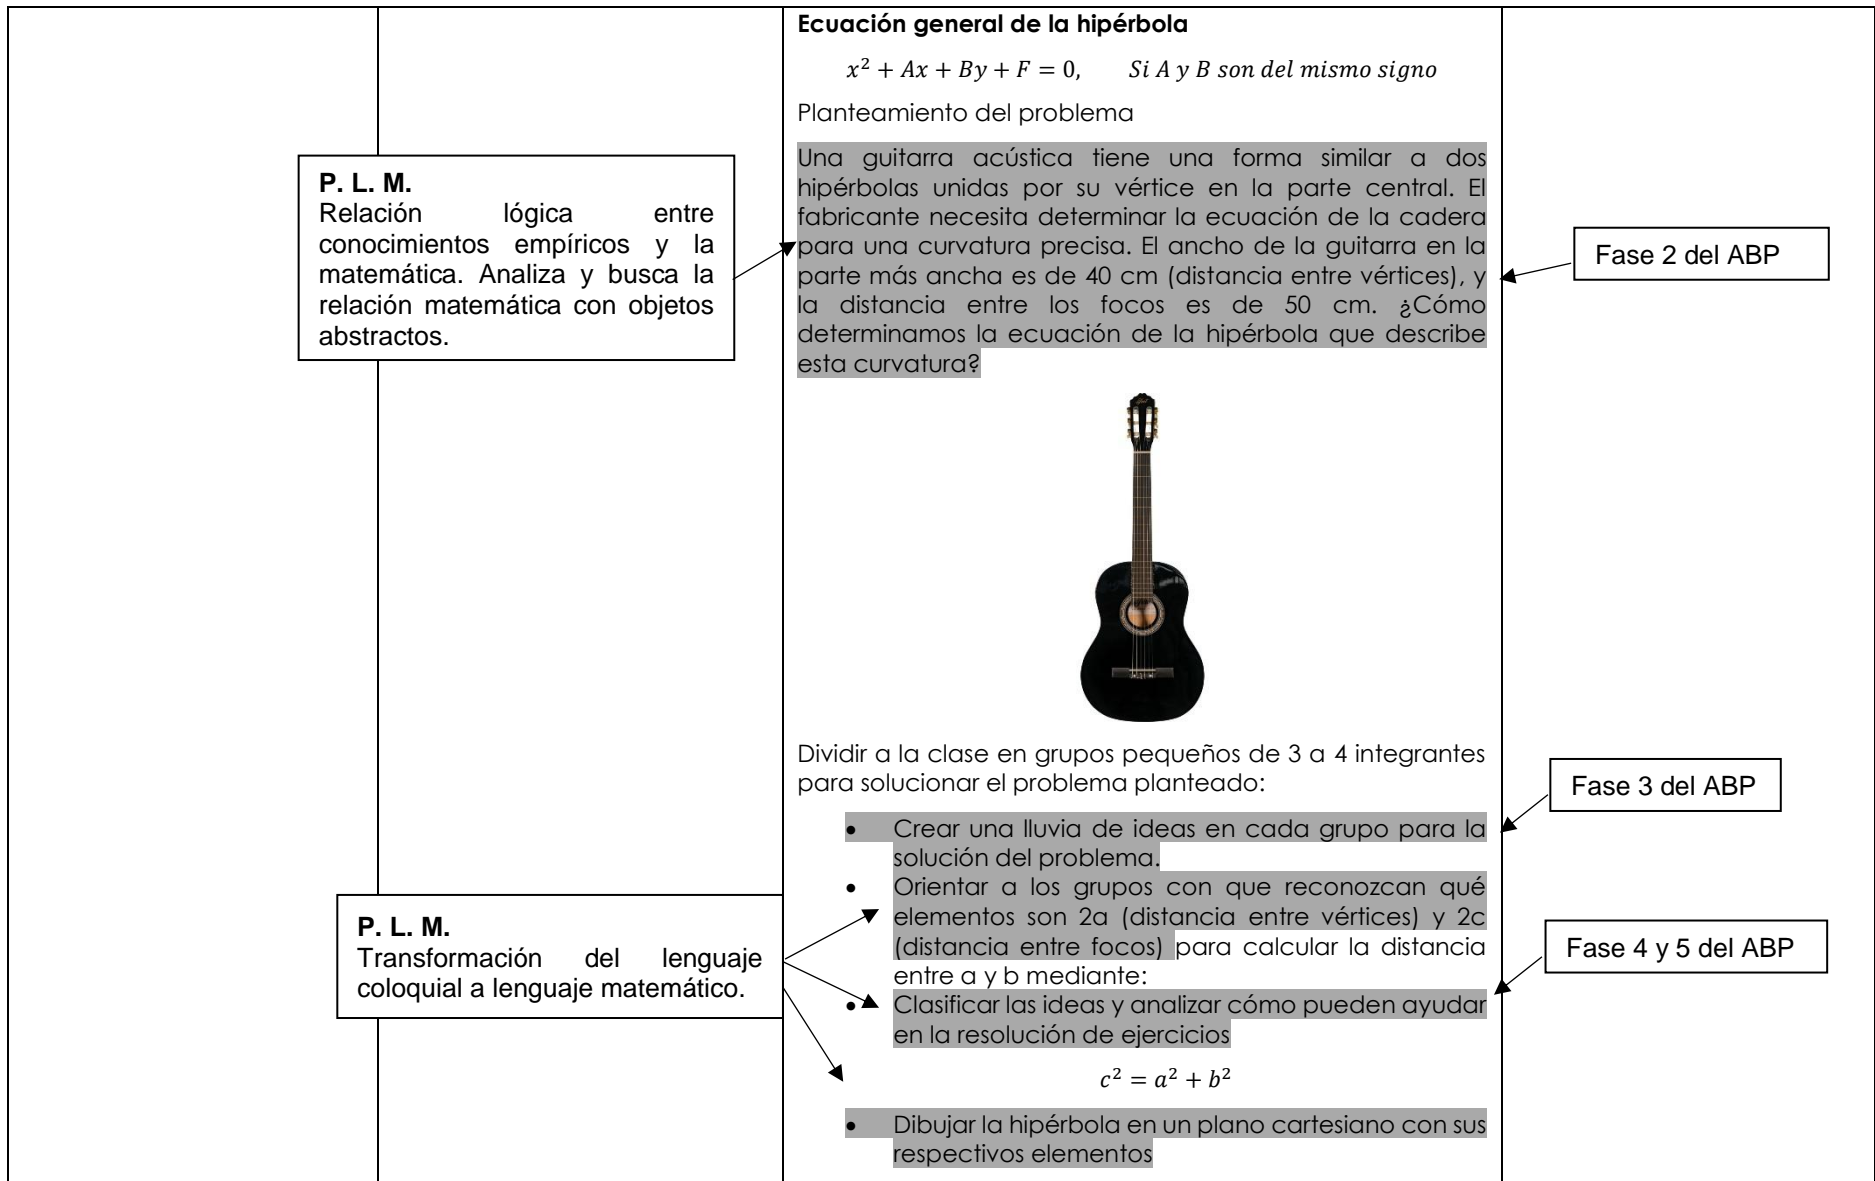 Ecuación general de la hipérbola
x² + Ax + By + F = 0, Si A y B son del mismo signo
Planteamiento del problema
Una guitarra acústica tiene una forma similar a dos
hipérbolas unidas por su vértice en la parte central. El
fabricante necesita determinar la ecuación de la cadera
para una curvatura precisa. El ancho de la guitarra en la
parte más ancha es de 40 cm (distancia entre vértices), y
la distancia entre los focos es de 50 cm. ¿Cómo
determinamos la ecuación de la hipérbola que describe
esta curvatura?
P. L. M.
Relación lógica entre
conocimientos empíricos y la
matemática. Analiza y busca la
relación matemática con objetos
abstractos.
Fase 2 del ABP
Dividir a la clase en grupos pequeños de 3 a 4 integrantes
para solucionar el problema planteado:
Fase 3 del ABP
• Crear una lluvia de ideas en cada grupo para la
solución del problema.
• Orientar a los grupos con que reconozcan qué
elementos son 2a (distancia entre vértices) y 2c
(distancia entre focos) para calcular la distancia
entre a y b mediante:
• Clasificar las ideas y analizar cómo pueden ayudar
en la resolución de ejercicios
P. L. M.
Transformación del lenguaje
coloquial a lenguaje matemático.
Fase 4 y 5 del ABP
c² = a² + b²
• Dibujar la hipérbola en un plano cartesiano con sus
respectivos elementos